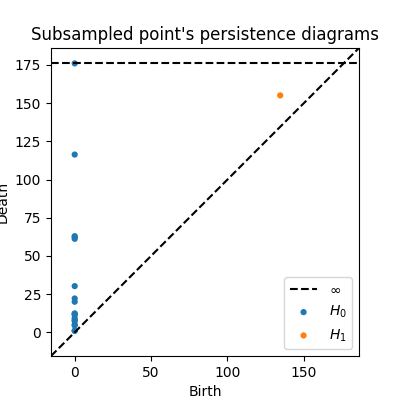 Subsampled point's persistence diagrams
Death
175
150
125
100
75
50
25
0
∞
H₀
H₁
0 50 100 150
Birth